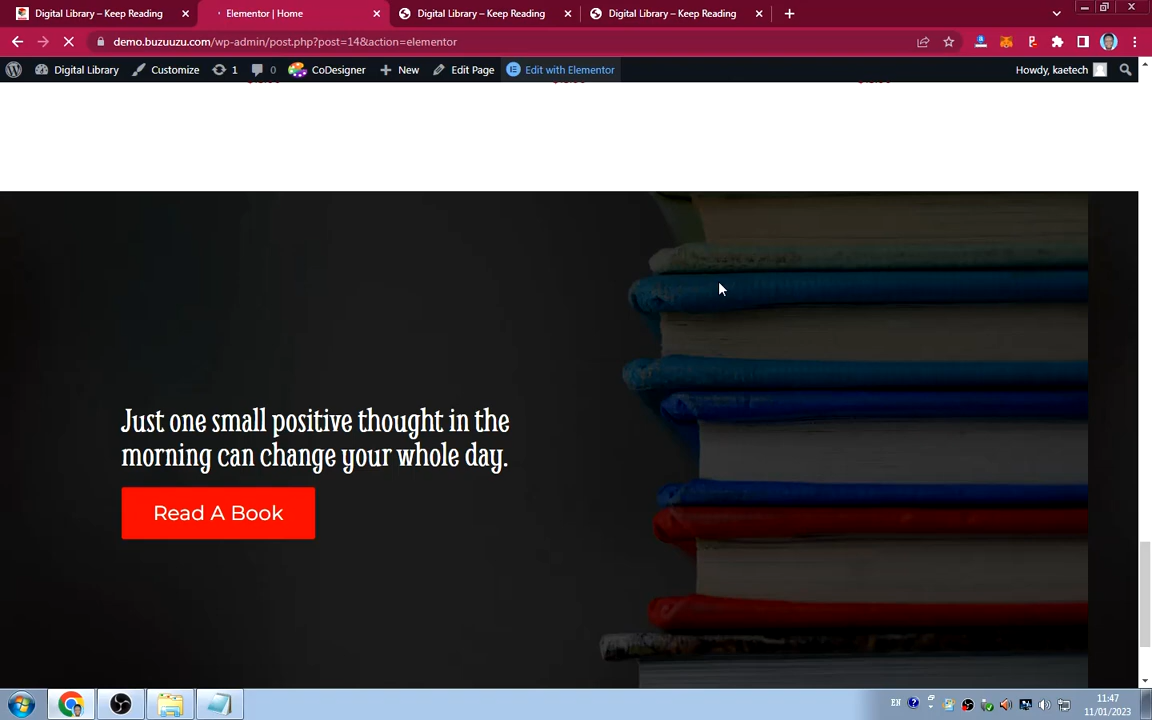 Digital Library – Keep Reading
Elementor | Home
Digital Library – Keep Reading
Digital Library – Keep Reading
demo.buzuuzu.com/wp-admin/post.php?post=14&action=elementor
Digital Library
Customize
1
0
CoDesigner
New
Edit Page
Edit with Elementor
Howdy, kaetech
Just one small positive thought in the
morning can change your whole day.
Read A Book
EN
11:47
11/01/2023